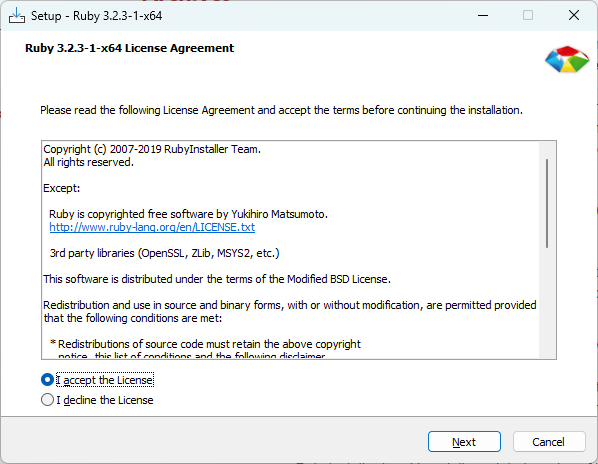 Setup - Ruby 3.2.3-1-x64
Ruby 3.2.3-1-x64 License Agreement
Please read the following License Agreement and accept the terms before continuing the installation.
Copyright (c) 2007-2019 RubyInstaller Team.
All rights reserved.
Except:
Ruby is copyrighted free software by Yukihiro Matsumoto.
http://www.ruby-lang.org/en/LICENSE.txt
3rd party libraries (OpenSSL, ZLib, MSYS2, etc.)
This software is distributed under the terms of the Modified BSD License.
Redistribution and use in source and binary forms, with or without modification, are permitted provided
that the following conditions are met:
* Redistributions of source code must retain the above copyright
notice, this list of conditions and the following disclaimer.
I accept the License
I decline the License
Next
Cancel